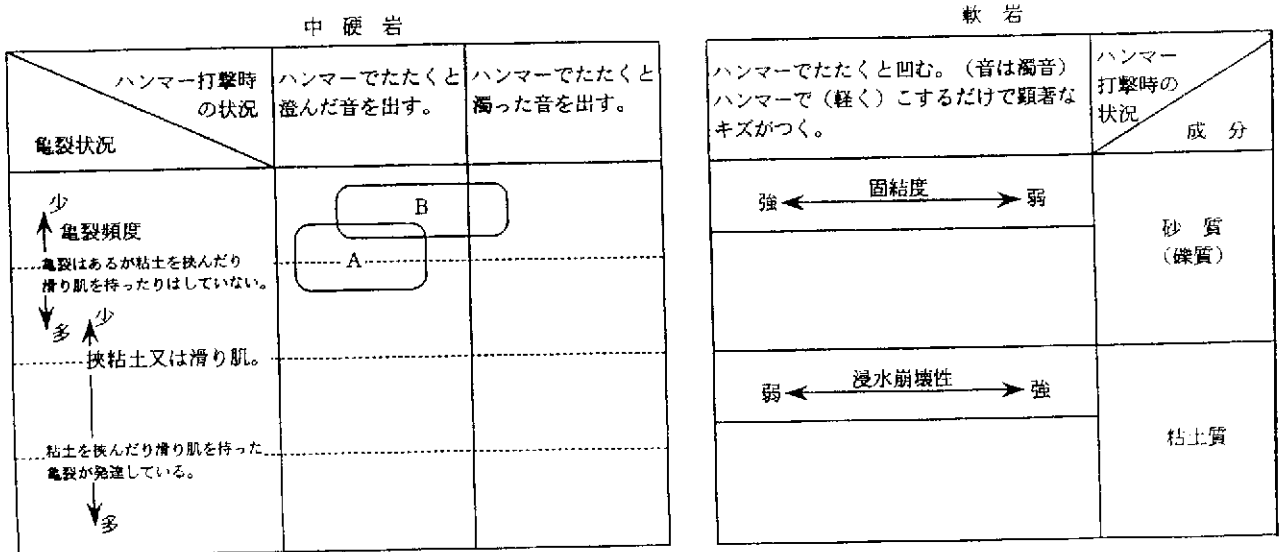 中硬岩
ハンマー打撃時
の状況
亀裂状況
ハンマーでたたくと
澄んだ音を出す。
ハンマーでたたくと
濁った音を出す。
少
亀裂頻度
亀裂はあるが粘土を挟んだり
滑り肌を持ったりはしていない。
多
少
挟粘土又は滑り肌。
粘土を挟んだり滑り肌を持った
亀裂が発達している。
多
B
A
軟岩
ハンマーでたたくと凹む。(音は濁音)
ハンマーで(軽く)こするだけで顕著な
キズがつく。
ハンマー
打撃時の
状況
成分
強 固結度 弱
砂質
(礫質)
弱 浸水崩壊性 強
粘土質